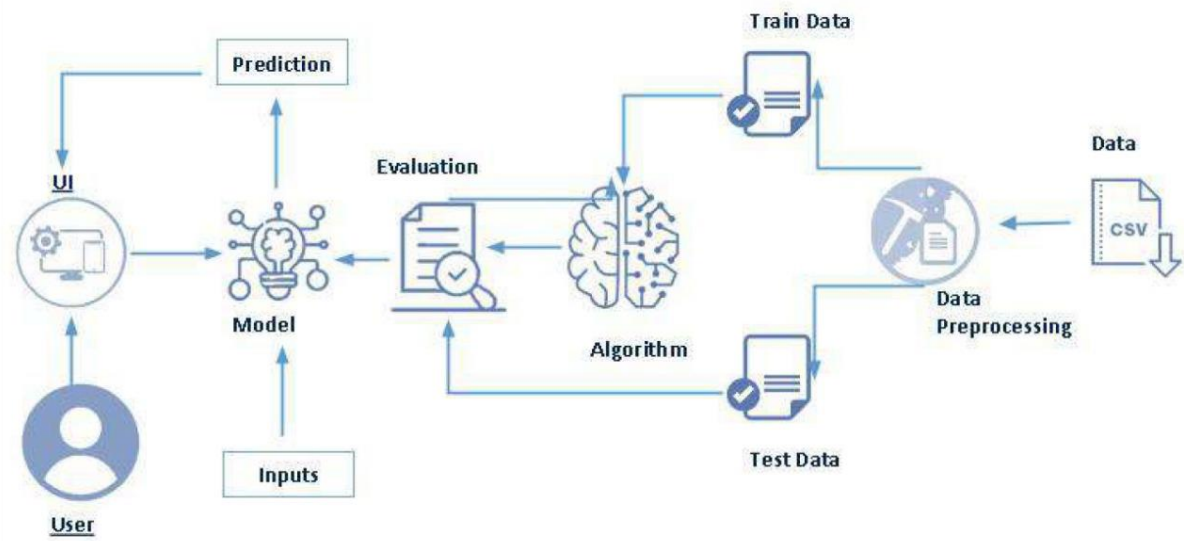 Train Data
Prediction
Data
Evaluation
UI
CSV
Model
Data
Preprocessing
Algorithm
Inputs
Test Data
User